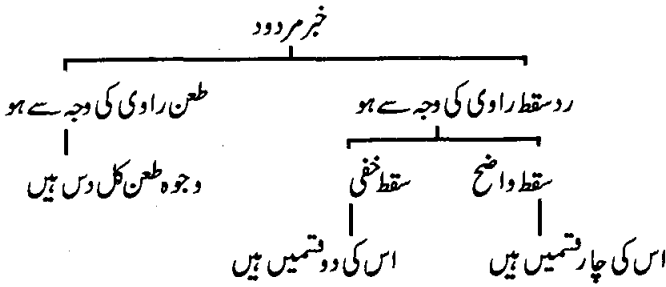 خبر مردود
رد سقط راوی کی وجہ سے ہو
طعن راوی کی وجہ سے ہو
سقط واضح
سقط خفی
وجوہ طعن کل دس ہیں
اس کی چار قسمیں ہیں
اس کی دو قسمیں ہیں